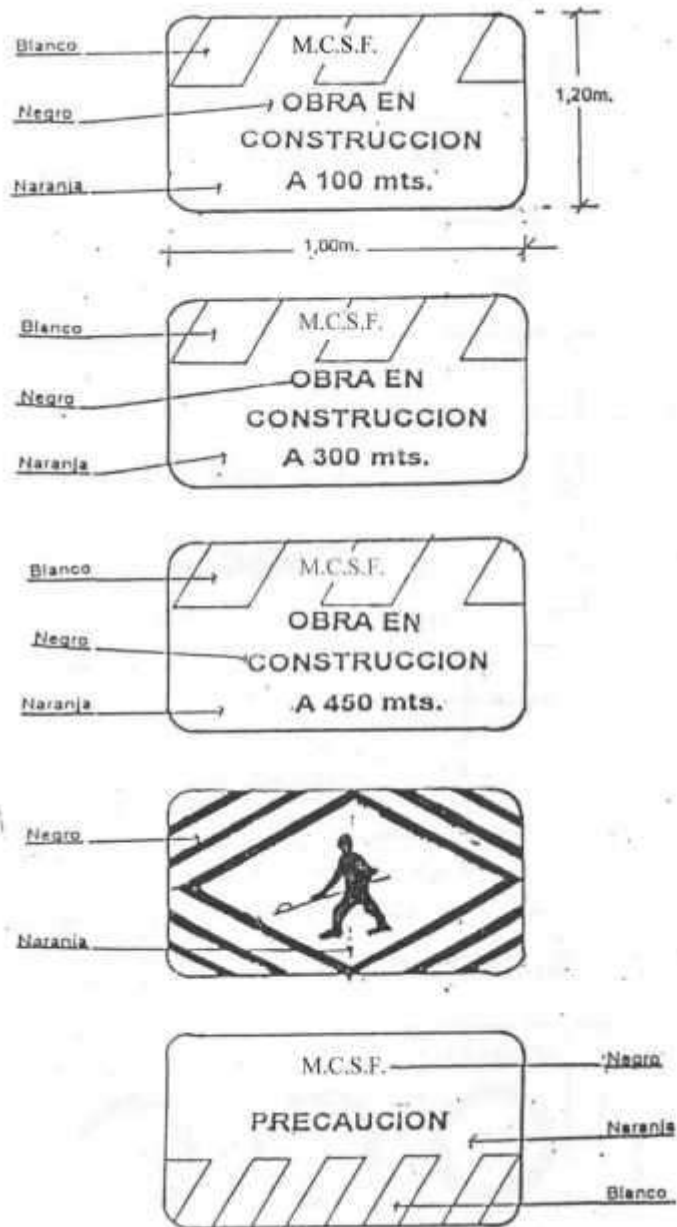 Blanco
M.C.S.F.
Negro
OBRA EN
CONSTRUCCION
Naranja
A 100 mts.
1,20m.
1,00m.
Blanco
M.C.S.F.
Negro
OBRA EN
CONSTRUCCION
Naranja
A 300 mts.
Blanco
M.C.S.F.
Negro
OBRA EN
CONSTRUCCION
Naranja
A 450 mts.
Negro
Naranja
M.C.S.F.
Negro
PRECAUCION
Naranja
Blanco